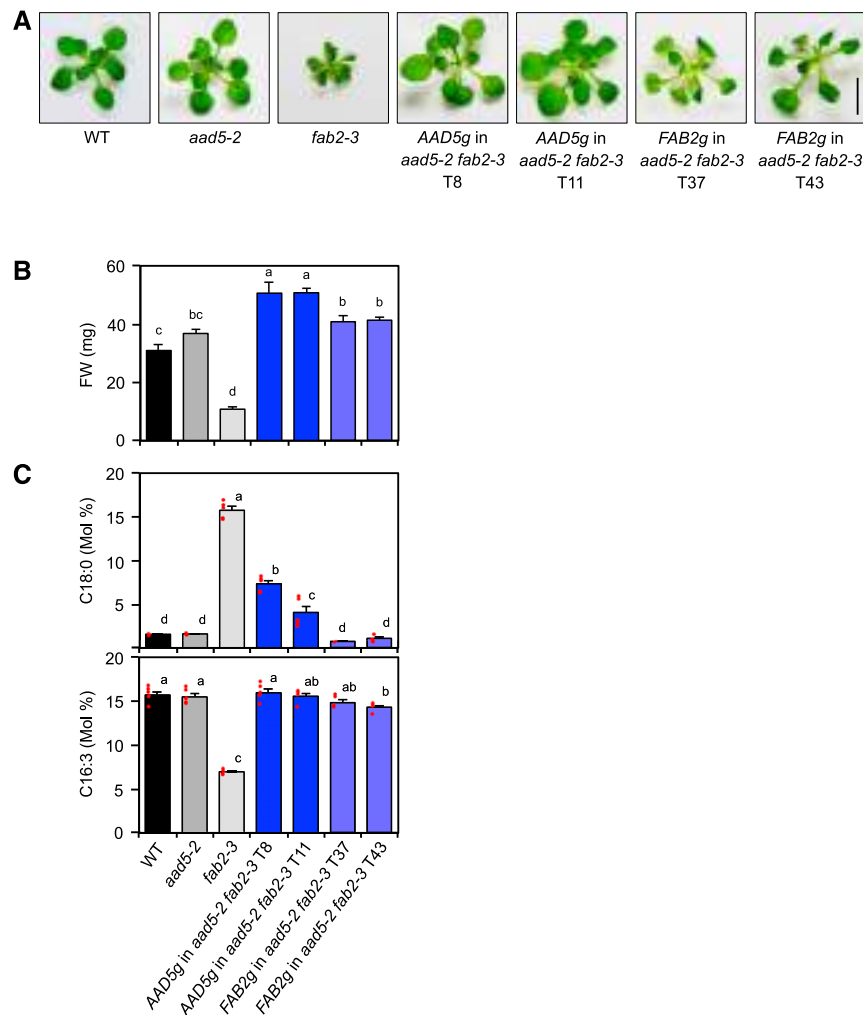 A
WT
aad5-2
fab2-3
AAD5g in
aad5-2 fab2-3
T8
AAD5g in
aad5-2 fab2-3
T11
FAB2g in
aad5-2 fab2-3
T37
FAB2g in
aad5-2 fab2-3
T43
B
FW (mg)
60
40
20
0
c
bc
d
a
a
b
b
C
C18:0 (Mol %)
20
15
10
5
d
d
a
b
c
d
d
C16:3 (Mol %)
20
15
10
5
0
a
a
c
a
ab
ab
b
WT
aad5-2
fab2-3
AAD5g in aad5-2 fab2-3 T8
AAD5g in aad5-2 fab2-3 T11
FAB2g in aad5-2 fab2-3 T37
FAB2g in aad5-2 fab2-3 T43